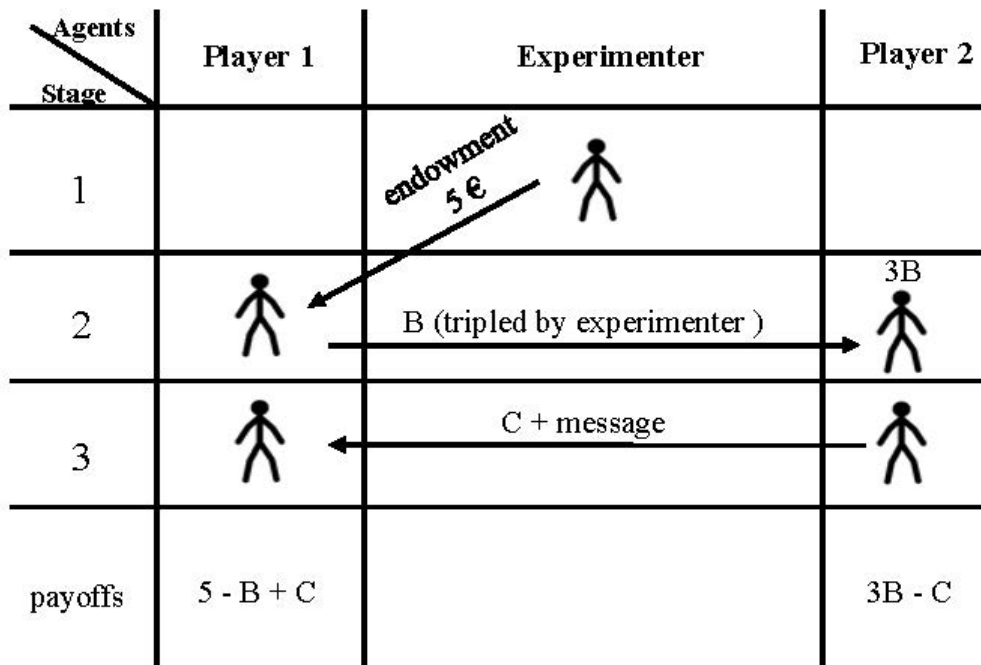 Agents
Stage
Player 1
Experimenter
Player 2
1
endowment
5 €
2
B (tripled by experimenter )
3B
3
C + message
payoffs
5 - B + C
3B - C